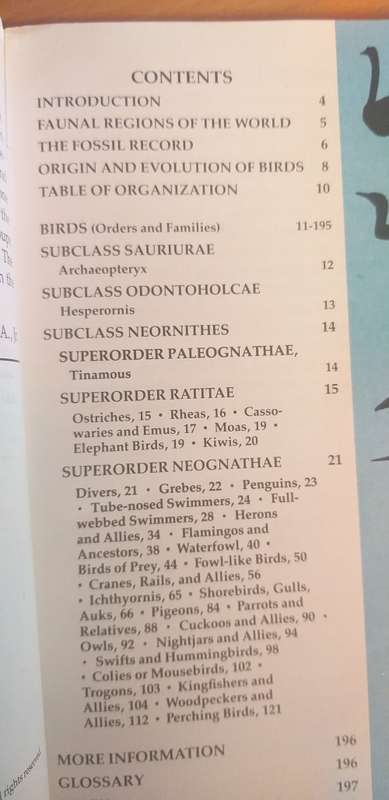 CONTENTS
INTRODUCTION 4
FAUNAL REGIONS OF THE WORLD 5
THE FOSSIL RECORD 6
ORIGIN AND EVOLUTION OF BIRDS 8
TABLE OF ORGANIZATION 10
BIRDS (Orders and Families) 11-195
SUBCLASS SAURIURAE
Archaeopteryx 12
SUBCLASS ODONTOHOLCAE
Hesperornis 13
SUBCLASS NEORNITHES 14
SUPERORDER PALEOGNATHAE,
Tinamous 14
SUPERORDER RATITAE 15
Ostriches, 15 • Rheas, 16 • Casso-
waries and Emus, 17 • Moas, 19 •
Elephant Birds, 19 • Kiwis, 20
SUPERORDER NEOGNATHAE 21
Divers, 21 • Grebes, 22 • Penguins, 23
• Tube-nosed Swimmers, 24 • Full-
webbed Swimmers, 28 • Herons
and Allies, 34 • Flamingos and
Ancestors, 38 • Waterfowl, 40 •
Birds of Prey, 44 • Fowl-like Birds, 50
• Cranes, Rails, and Allies, 56
• Ichthyornis, 65 • Shorebirds, Gulls,
Auks, 66 • Pigeons, 84 • Parrots and
Relatives, 88 • Cuckoos and Allies, 90 •
Owls, 92 • Nightjars and Allies, 94
• Swifts and Hummingbirds, 98
• Colies or Mousebirds, 102 •
Trogons, 103 • Kingfishers and
Allies, 104 • Woodpeckers and
Allies, 112 • Perching Birds, 121
MORE INFORMATION 196
GLOSSARY 196
197
The
the
A.,
rights reserved